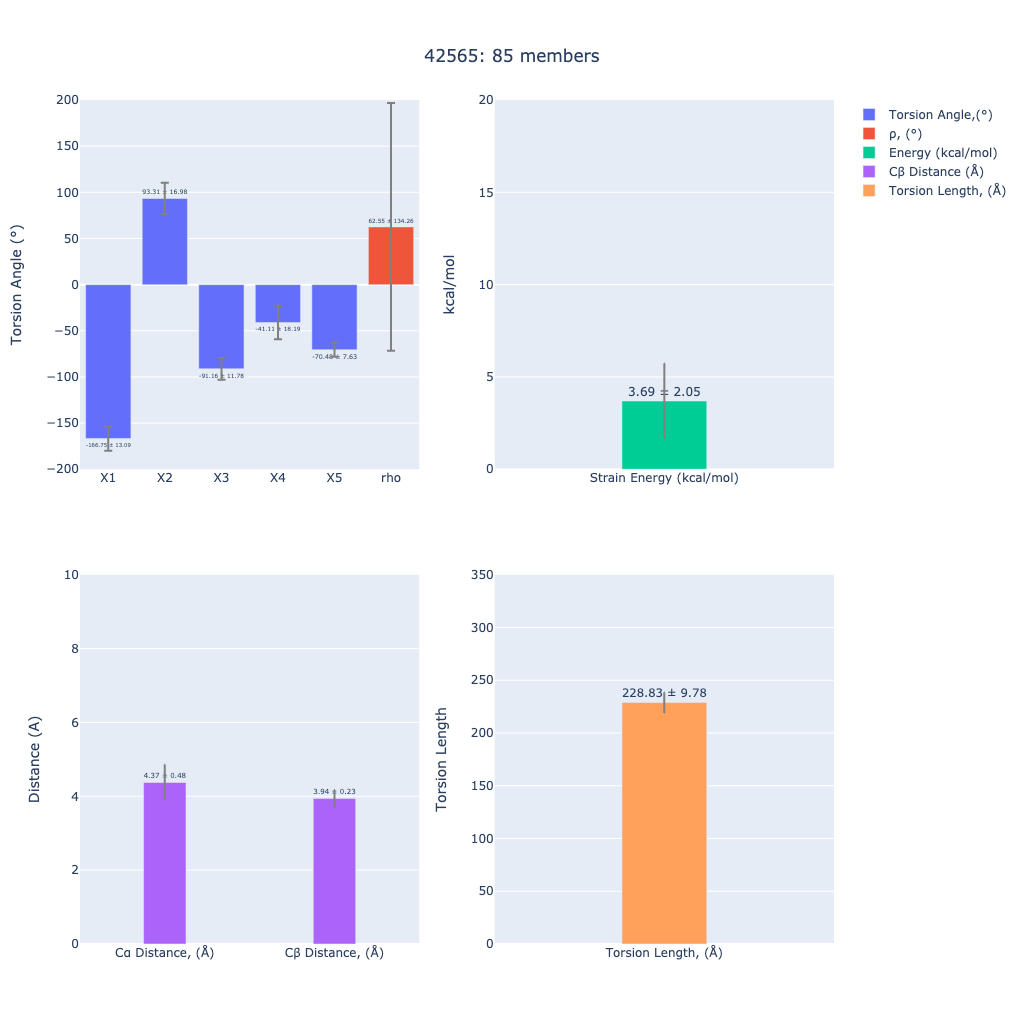 42565: 85 members
Torsion Angle (°)
200
150
100
50
0
−50
−100
−150
−200
-166.75 ± 13.09
93.31 ± 16.98
-91.16 ± 11.78
-41.11 ± 18.19
-70.48 ± 7.63
62.55 ± 134.26
X1 X2 X3 X4 X5 rho
kcal/mol
20
15
10
5
0
3.69 ± 2.05
Strain Energy (kcal/mol)
Torsion Angle,(°)
ρ, (°)
Energy (kcal/mol)
Cβ Distance (Å)
Torsion Length, (Å)
Distance (A)
10
8
6
4
2
0
4.37 ± 0.48
3.94 ± 0.23
Cα Distance, (Å) Cβ Distance, (Å)
Torsion Length
350
300
250
200
150
100
50
0
228.83 ± 9.78
Torsion Length, (Å)